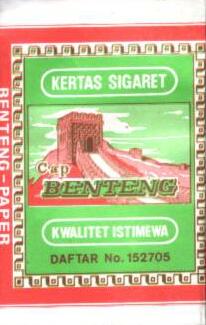 KERTAS SIGARET
Cap
BENTENG
KWALITET ISTIMEWA
DAFTAR No. 152705
BENTENG-PAPER